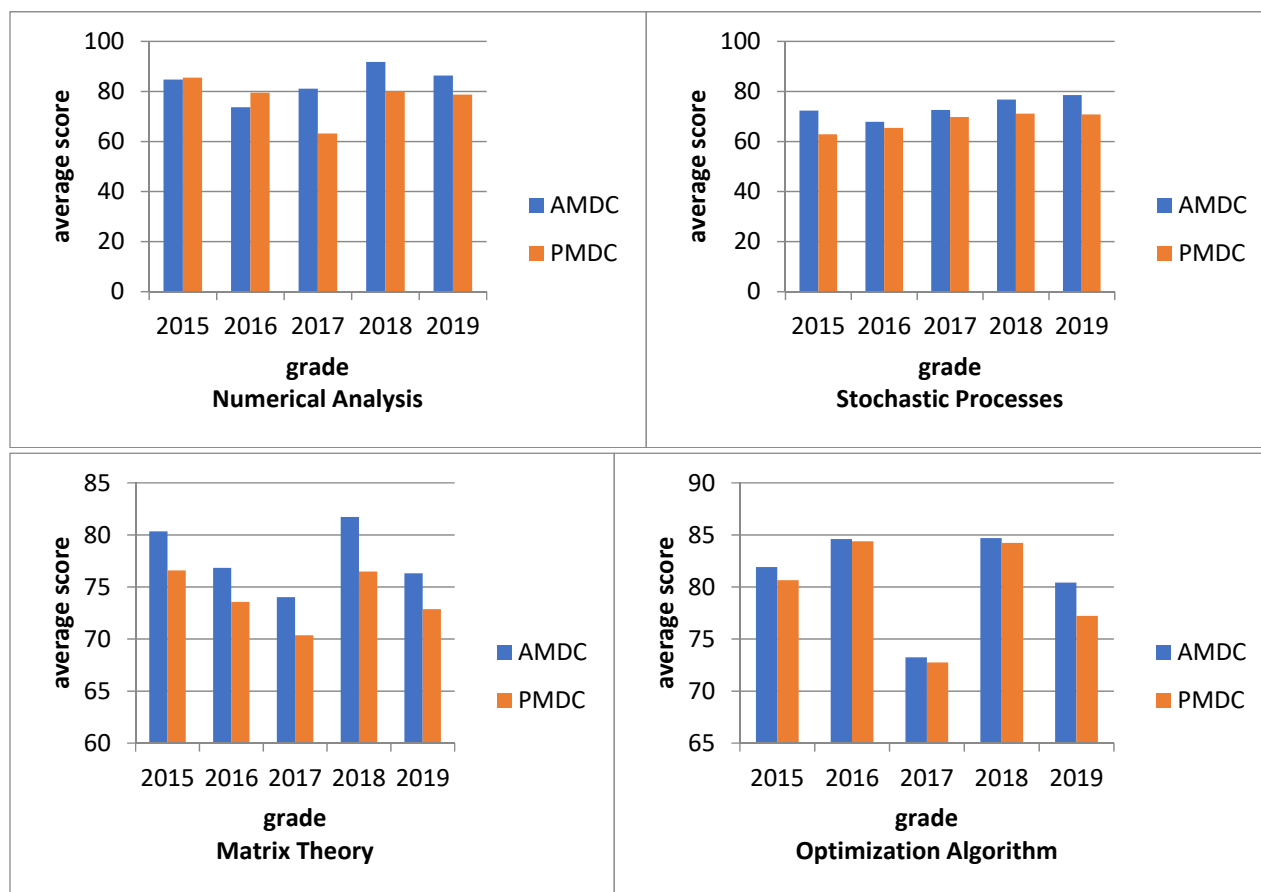 100
80
60
40
20
0
average score
2015 2016 2017 2018 2019
grade
Numerical Analysis
AMDC
PMDC
100
80
60
40
20
0
average score
2015 2016 2017 2018 2019
grade
Stochastic Processes
AMDC
PMDC
85
80
75
70
65
60
average score
2015 2016 2017 2018 2019
grade
Matrix Theory
AMDC
PMDC
90
85
80
75
70
65
average score
2015 2016 2017 2018 2019
grade
Optimization Algorithm
AMDC
PMDC